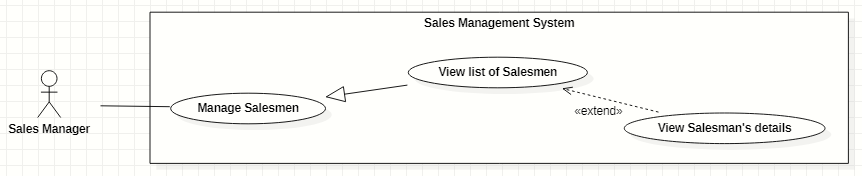 Sales Management System
View list of Salesmen
Manage Salesmen
«extend»
Sales Manager
View Salesman's details